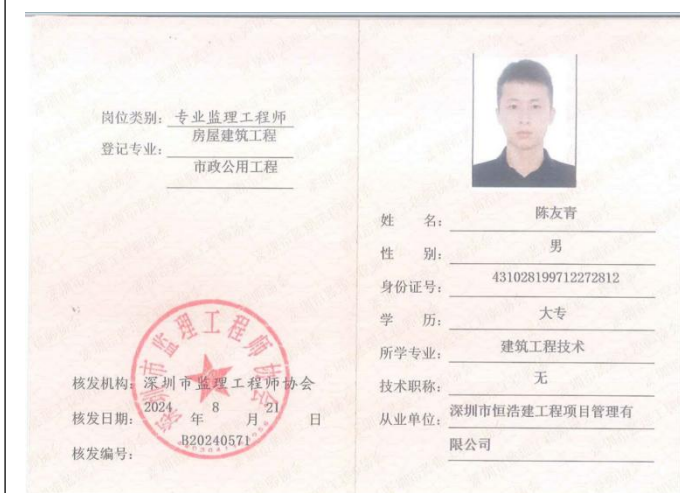 岗位类别：专业监理工程师
登记专业：房屋建筑工程
市政公用工程
核发机构：深圳市监理工程师协会
核发日期：2024年8月21日
核发编号：B20240571
深圳市监理工程师协会
姓 名：陈友青
性 别：男
身份证号：431028199712272812
学 历：大专
所学专业：建筑工程技术
技术职称：无
从业单位：深圳市恒浩建工程项目管理有
限公司